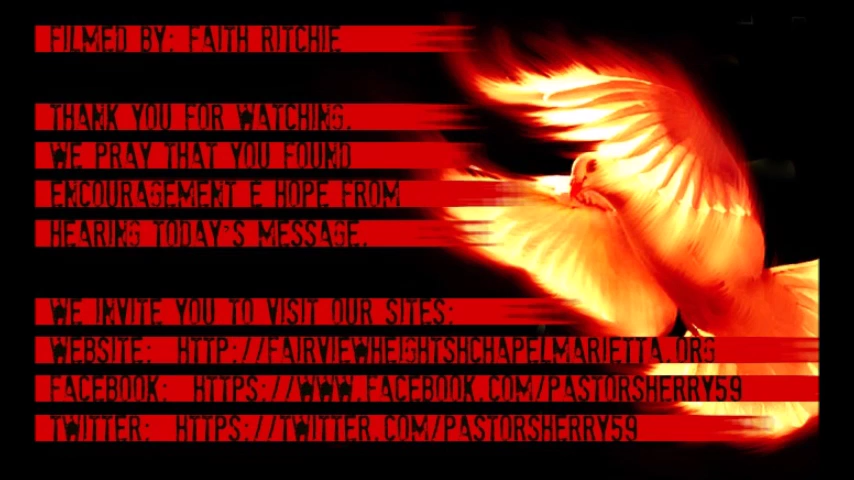 FILMED BY: FAITH RITCHIE
THANK YOU FOR WATCHING.
WE PRAY THAT YOU FOUND
ENCOURAGEMENT & HOPE FROM
HEARING TODAY'S MESSAGE.
WE INVITE YOU TO VISIT OUR SITES:
WEBSITE: HTTP://FAIRVIEWHEIGHTSHCHAPELMARIETTA.ORG
FACEBOOK: HTTPS://WWW.FACEBOOK.COM/PASTORSHERRY59
TWITTER: HTTPS://TWITTER.COM/PASTORSHERRY59